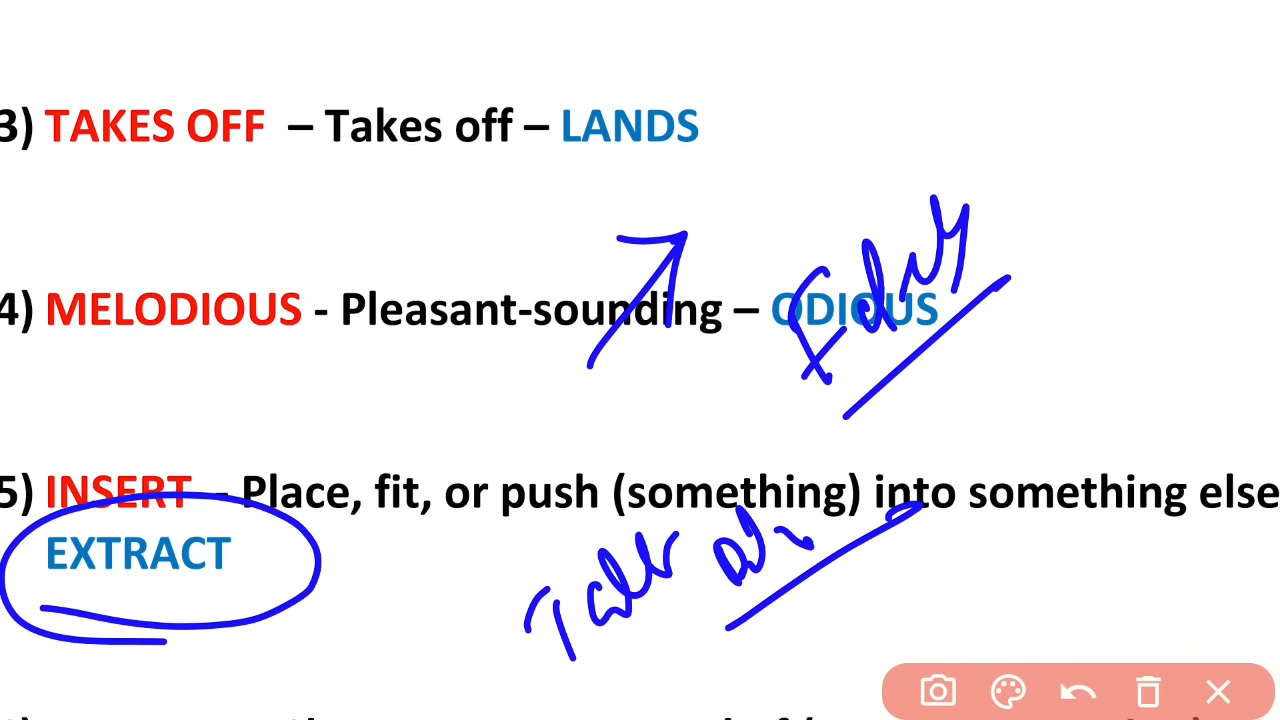 3) TAKES OFF – Takes off – LANDS
4) MELODIOUS - Pleasant-sounding – ODIOUS
5) INSERT - Place, fit, or push (something) into something else
EXTRACT